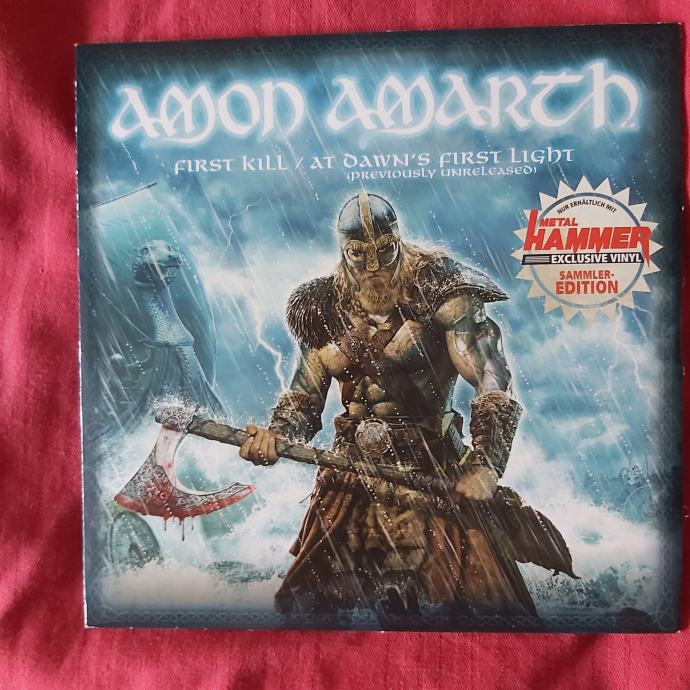 AMON AMARTH
FIRST KILL / AT DAWN'S FIRST LIGHT
(PREVIOUSLY UNRELEASED)
NUR ERHÄLTLICH MIT
METAL
HAMMER
EXCLUSIVE VINYL
SAMMLER-
EDITION